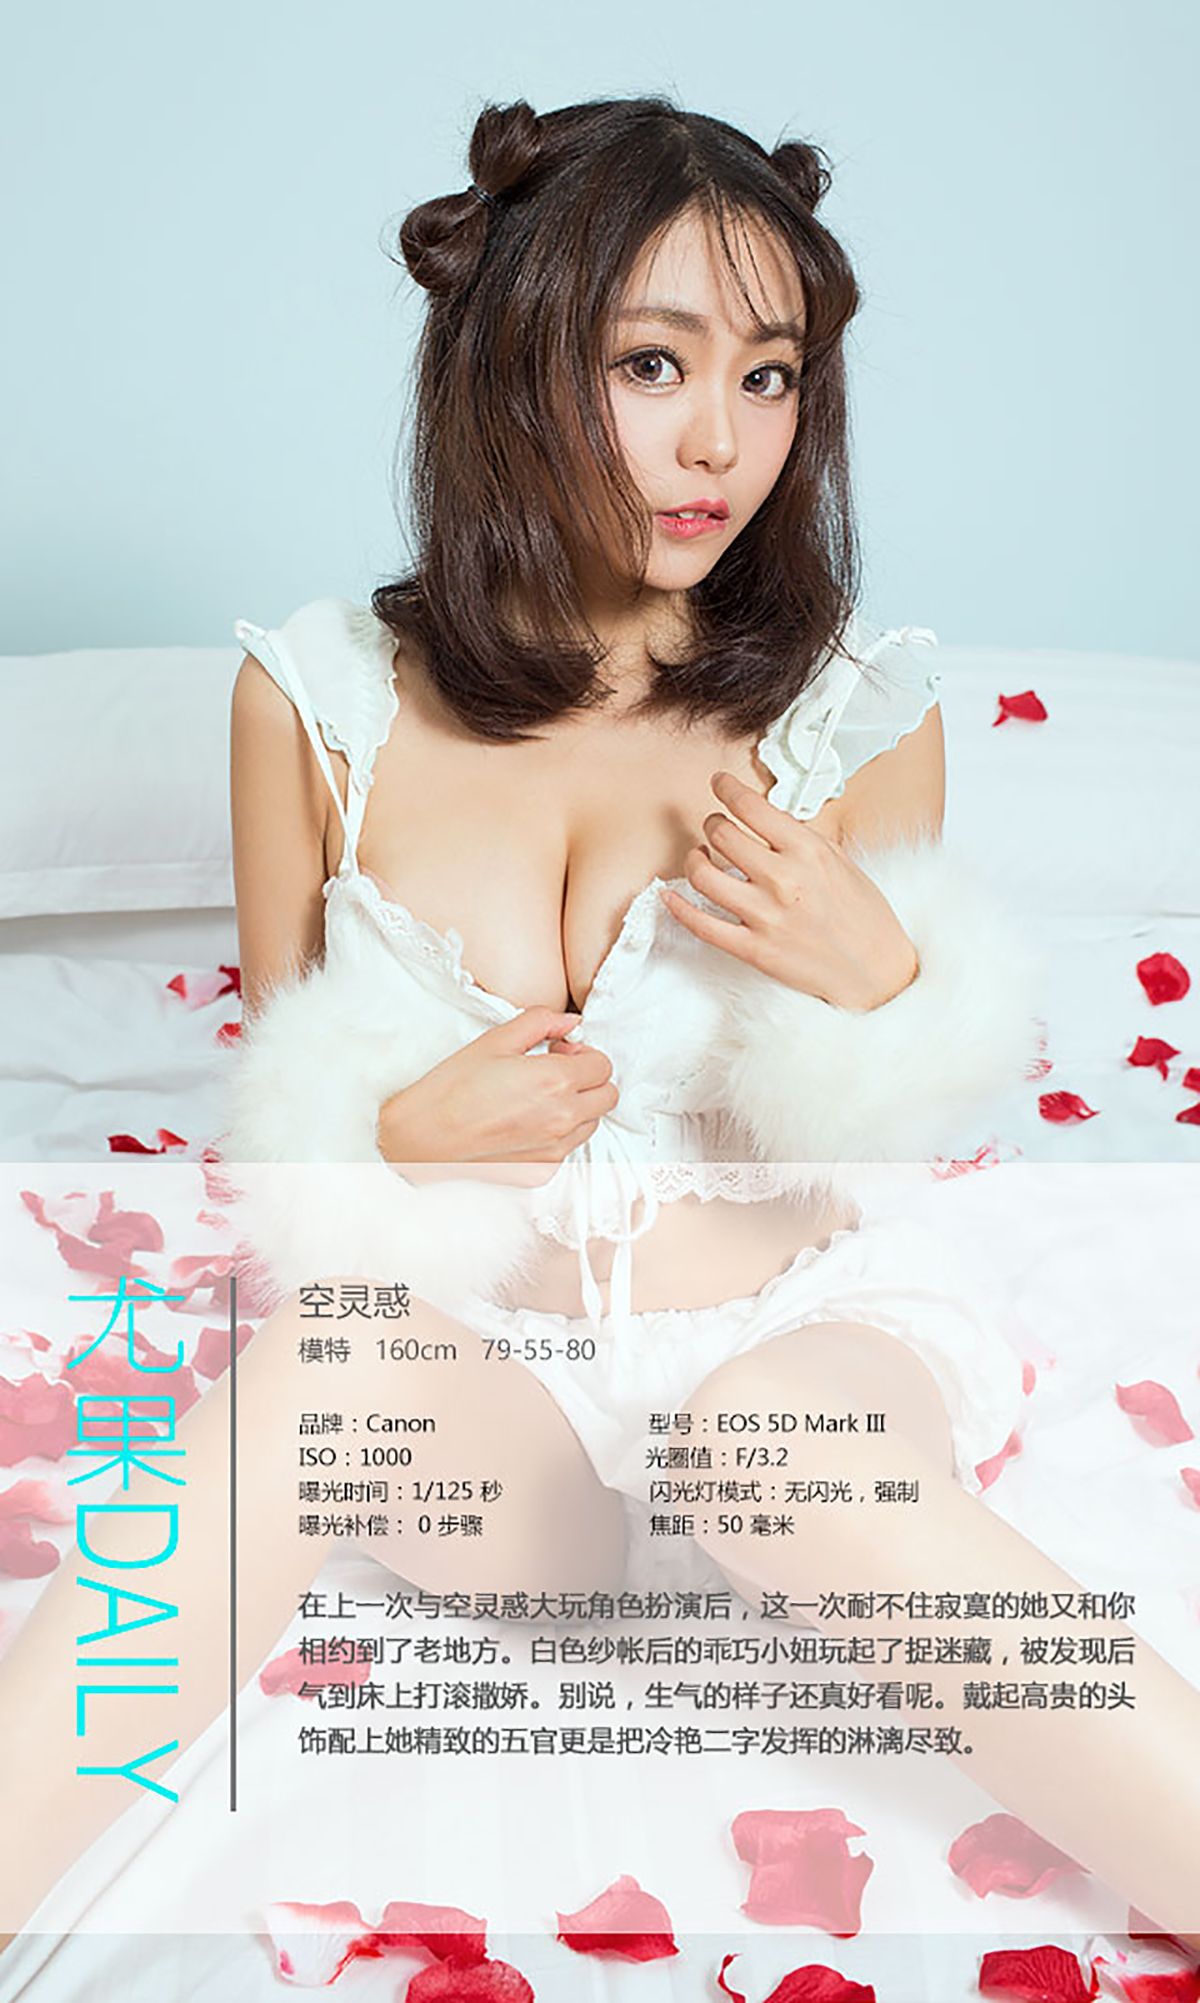 尤果DAILY
空灵惑
模特 160cm 79-55-80
品牌：Canon 型号：EOS 5D Mark III
ISO：1000 光圈值：F/3.2
曝光时间：1/125 秒 闪光灯模式：无闪光，强制
曝光补偿： 0 步骤 焦距：50 毫米
在上一次与空灵惑大玩角色扮演后，这一次耐不住寂寞的她又和你
相约到了老地方。白色纱帐后的乖巧小妞玩起了捉迷藏，被发现后
气到床上打滚撒娇。别说，生气的样子还真好看呢。戴起高贵的头
饰配上她精致的五官更是把冷艳二字发挥的淋漓尽致。